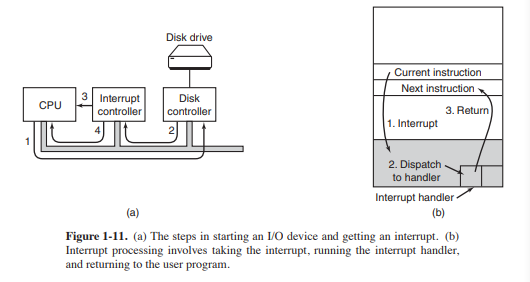 Disk drive
CPU
3
Interrupt
controller
Disk
controller
4
2
1
(a)
Current instruction
Next instruction
3. Return
1. Interrupt
2. Dispatch
to handler
Interrupt handler
(b)
Figure 1-11. (a) The steps in starting an I/O device and getting an interrupt. (b)
Interrupt processing involves taking the interrupt, running the interrupt handler,
and returning to the user program.